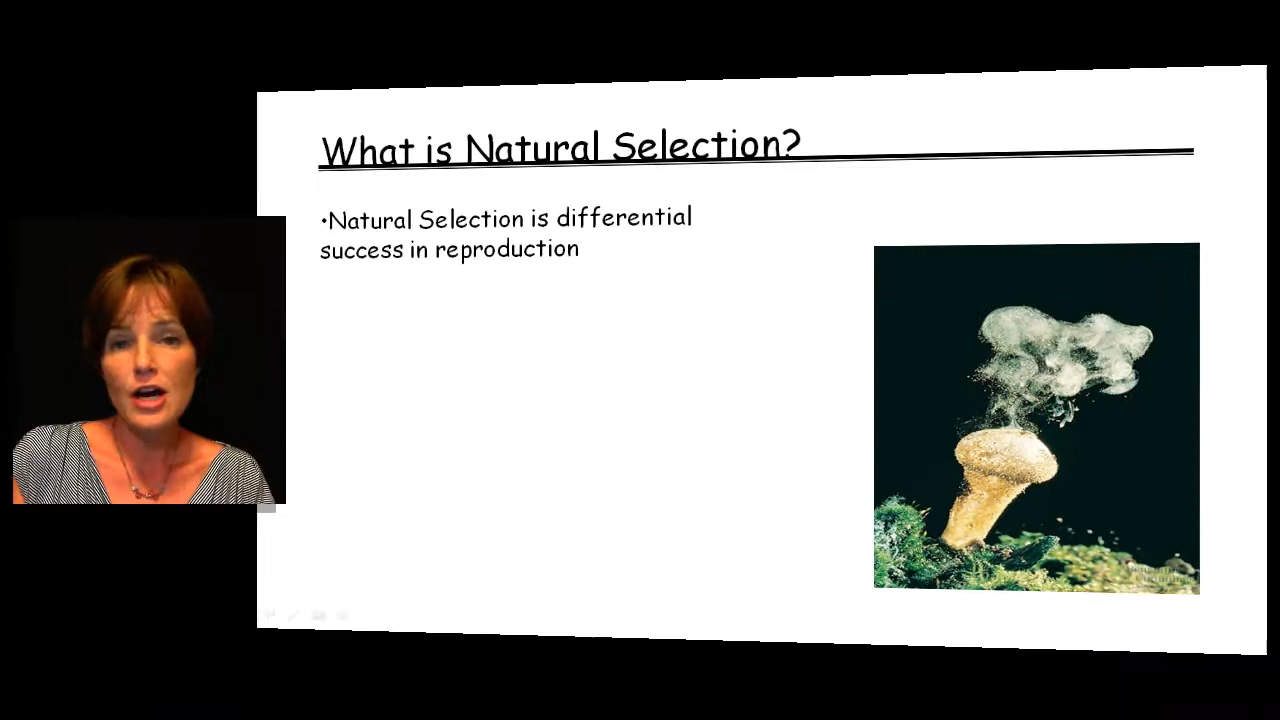 What is Natural Selection?
•Natural Selection is differential
success in reproduction